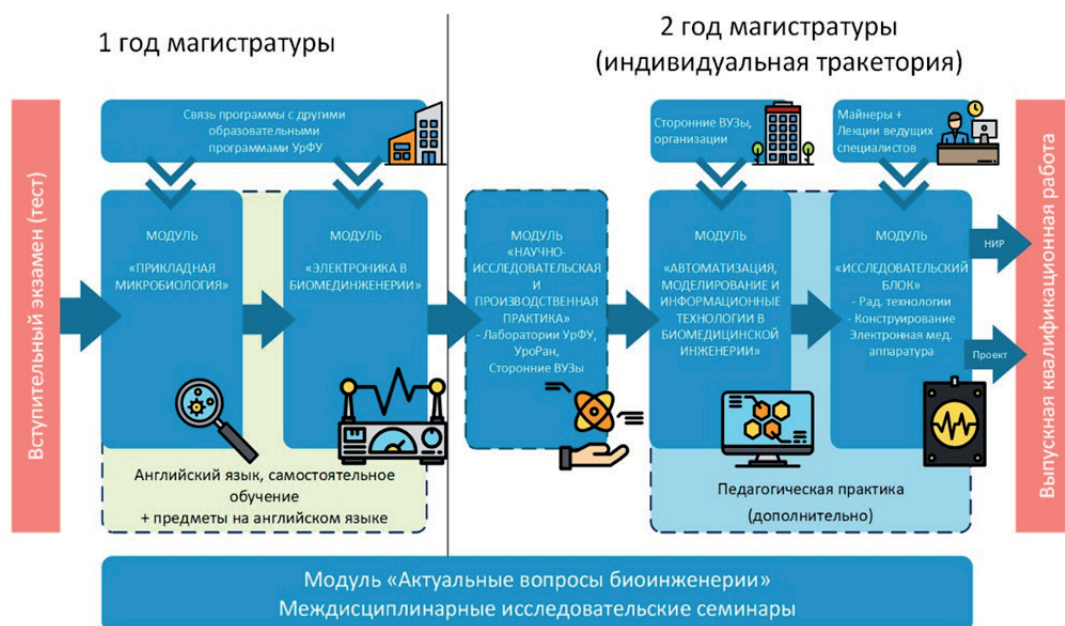 1 год магистратуры
2 год магистратуры
(индивидуальная тракетория)
Вступительный экзамен (тест)
Связь программы с другими
образовательными
программами УрФУ
МОДУЛЬ
«ПРИКЛАДНАЯ
МИКРОБИОЛОГИЯ»
МОДУЛЬ
«ЭЛЕКТРОНИКА В
БИОМЕДИНЖЕНЕРИИ»
Английский язык, самостоятельное
обучение
+ предметы на английском языке
МОДУЛЬ
«НАУЧНО-
ИССЛЕДОВАТЕЛЬСКАЯ
И
ПРОИЗВОДСТВЕННАЯ
ПРАКТИКА»
- Лаборатории УрФУ,
УроРан,
Сторонние ВУЗы
Сторонние ВУЗы,
организации
МОДУЛЬ
«АВТОМАТИЗАЦИЯ,
МОДЕЛИРОВАНИЕ И
ИНФОРМАЦИОННЫЕ
ТЕХНОЛОГИИ В
БИОМЕДИЦИНСКОЙ
ИНЖЕНЕРИИ»
Майнеры +
Лекции ведущих
специалистов
МОДУЛЬ
«ИССЛЕДОВАТЕЛЬСКИЙ
БЛОК»
- Рад. технологии
- Конструирование
Электронная мед.
аппаратура
Педагогическая практика
(дополнительно)
НИР
Проект
Выпускная квалификационная работа
Модуль «Актуальные вопросы биоинженерии»
Междисциплинарные исследовательские семинары